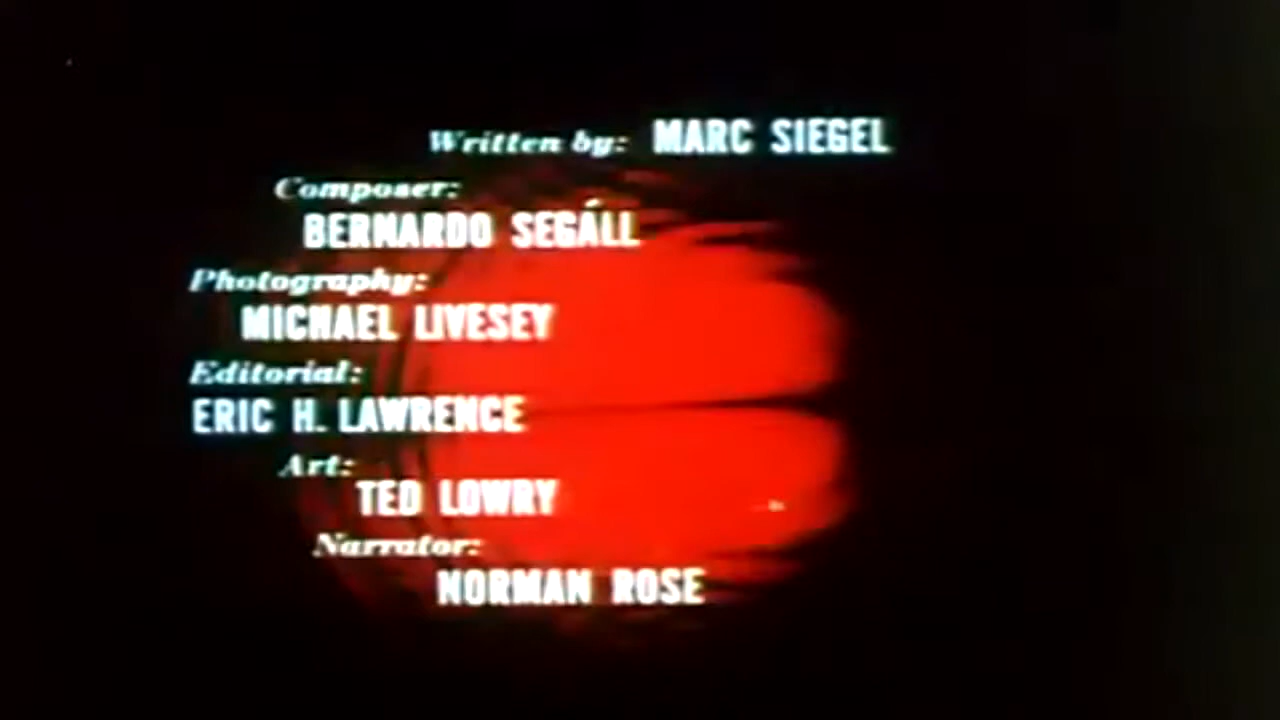 Written by: MARC SIEGEL
Composer:
BERNARDO SEGÁLL
Photography:
MICHAEL LIVESEY
Editorial:
ERIC H. LAWRENCE
Art:
TED LOWRY
Narrator:
NORMAN ROSE